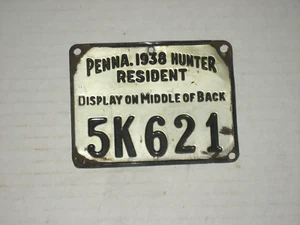 PENNA. 1938 HUNTER
RESIDENT
DISPLAY ON MIDDLE OF BACK
5K621